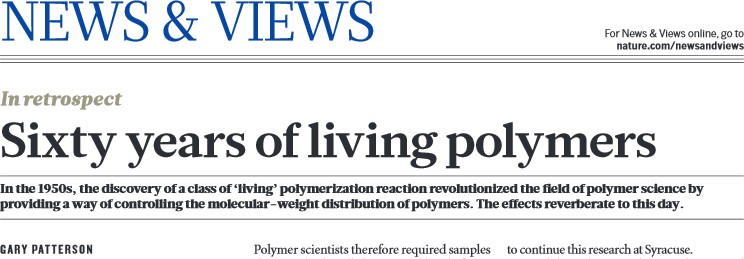 NEWS & VIEWS
For News & Views online, go to
nature.com/newsandviews
In retrospect
Sixty years of living polymers
In the 1950s, the discovery of a class of ‘living’ polymerization reaction revolutionized the field of polymer science by
providing a way of controlling the molecular-weight distribution of polymers. The effects reverberate to this day.
GARY PATTERSON
Polymer scientists therefore required samples
to continue this research at Syracuse.